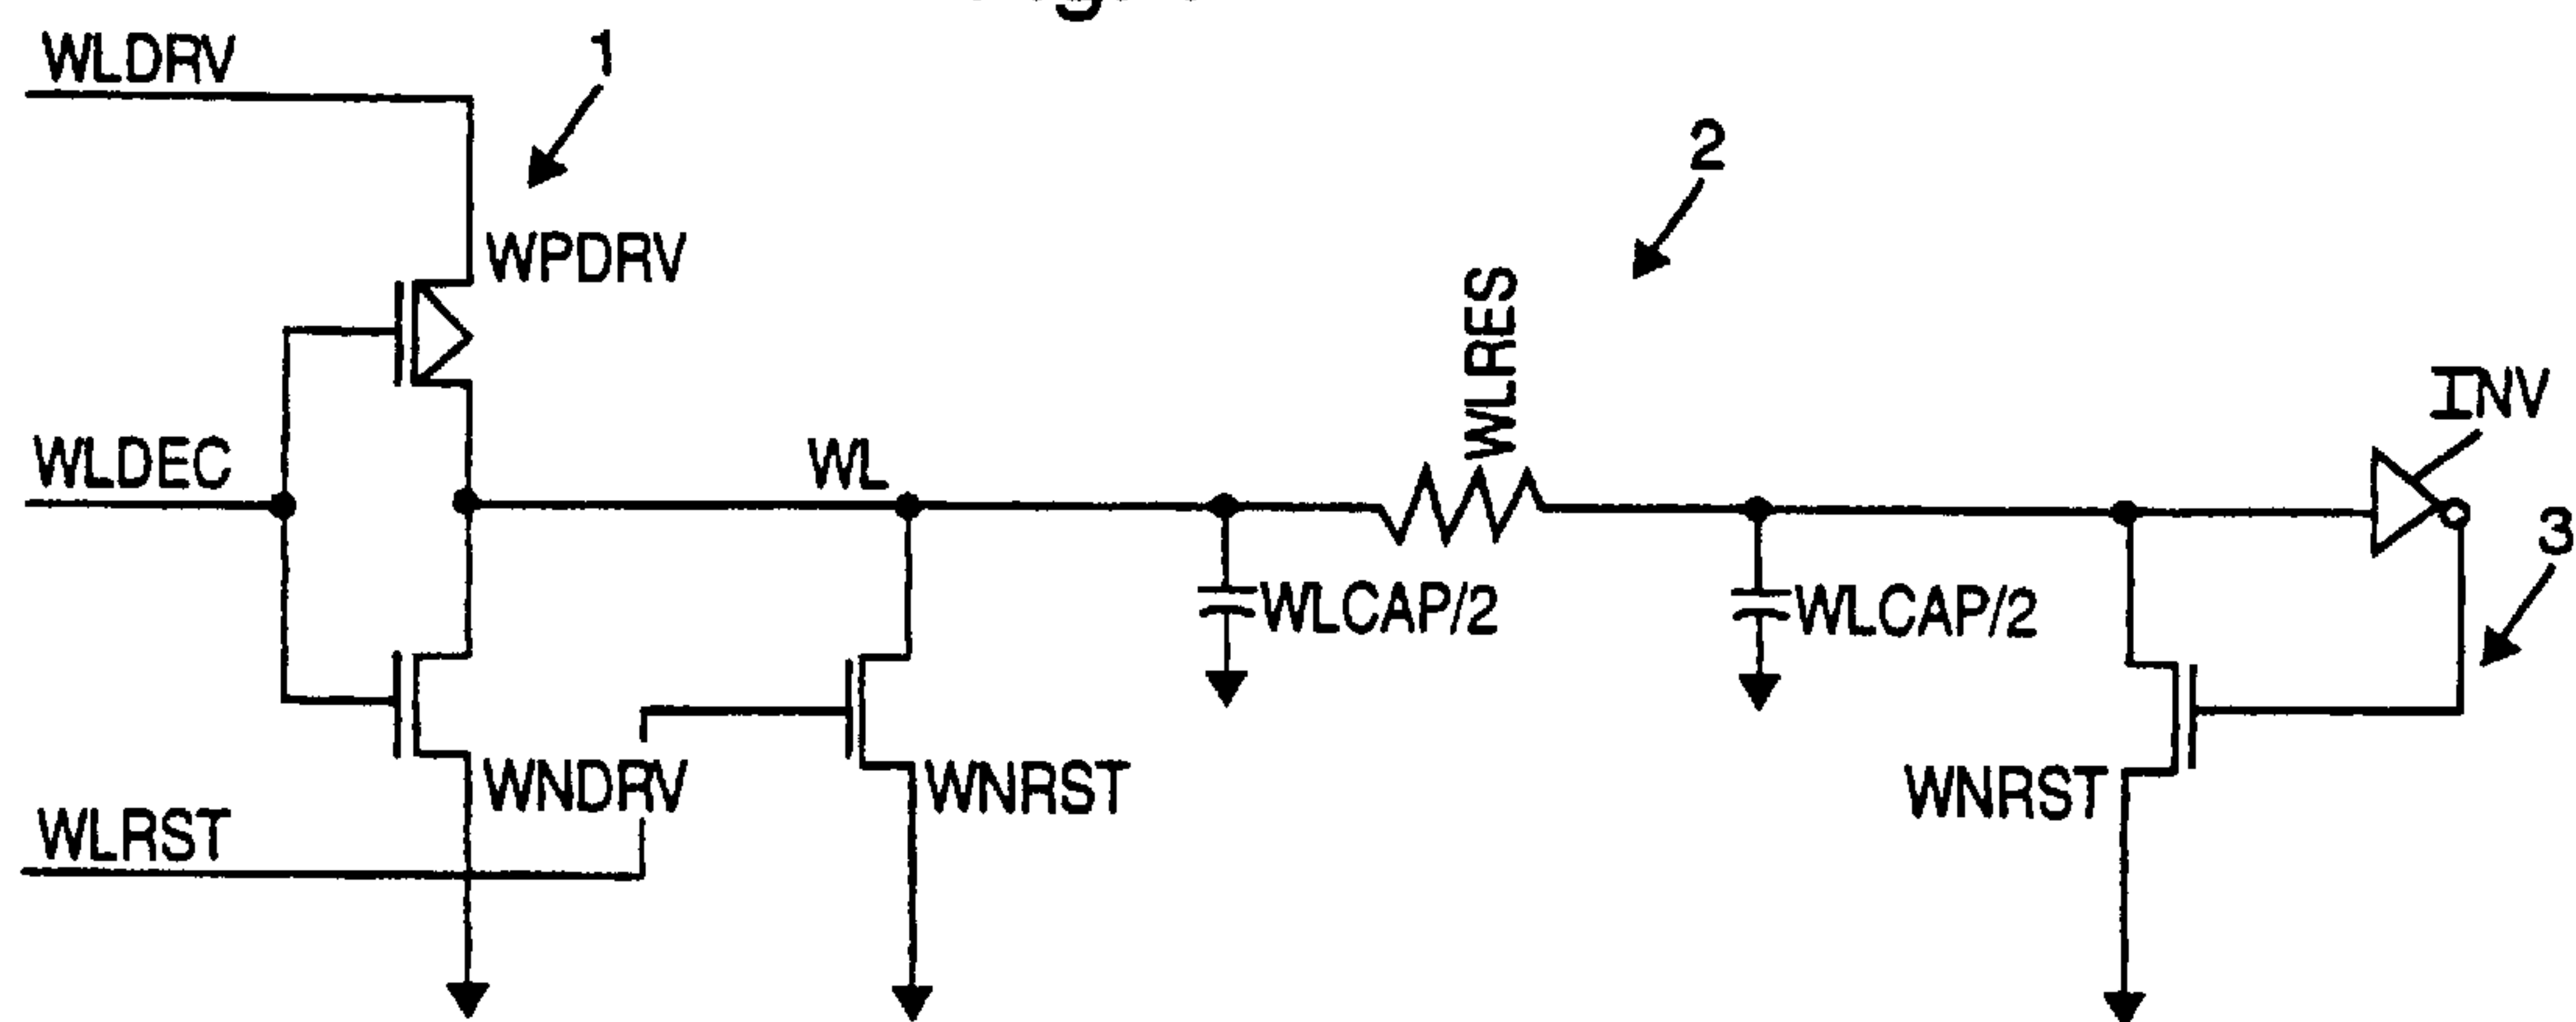 WLDRV
1
2
WPDRV
WLRES
INV
WLDEC
WL
3
WLCAP/2
WLCAP/2
WNDRV
WNRST
WNRST
WLRST